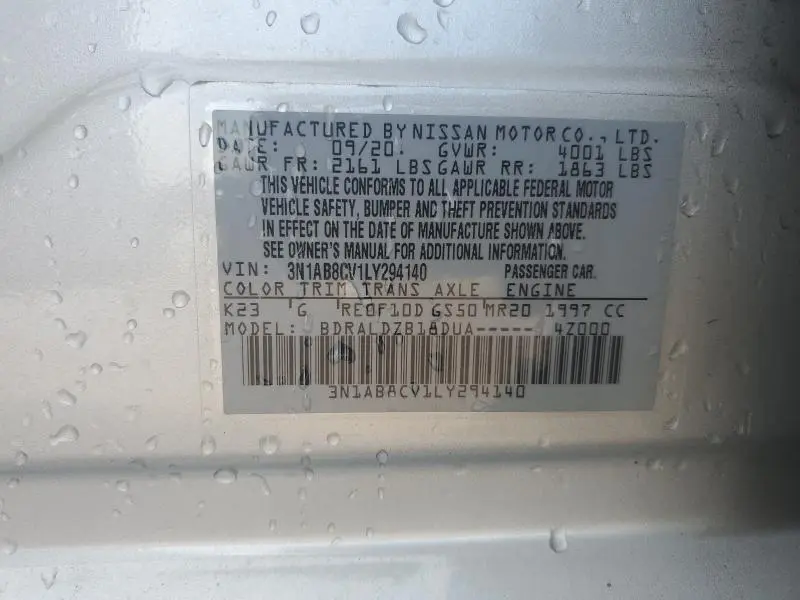 MANUFACTURED BY NISSAN MOTOR CO., LTD.
DATE: 09/20 GVWR: 4001 LBS
GAWR FR: 2161 LBS GAWR RR: 1863 LBS
THIS VEHICLE CONFORMS TO ALL APPLICABLE FEDERAL MOTOR
VEHICLE SAFETY, BUMPER AND THEFT PREVENTION STANDARDS
IN EFFECT ON THE DATE OF MANUFACTURE SHOWN ABOVE.
SEE OWNER'S MANUAL FOR ADDITIONAL INFORMATION.
VIN: 3N1AB8CV1LY294140 PASSENGER CAR.
COLOR TRIM TRANS AXLE ENGINE
K23 G RE0F10D GS50 MR20 1997 CC
MODEL: BDRALDZB18DUA----- 4Z000
3N1AB8CV1LY294140